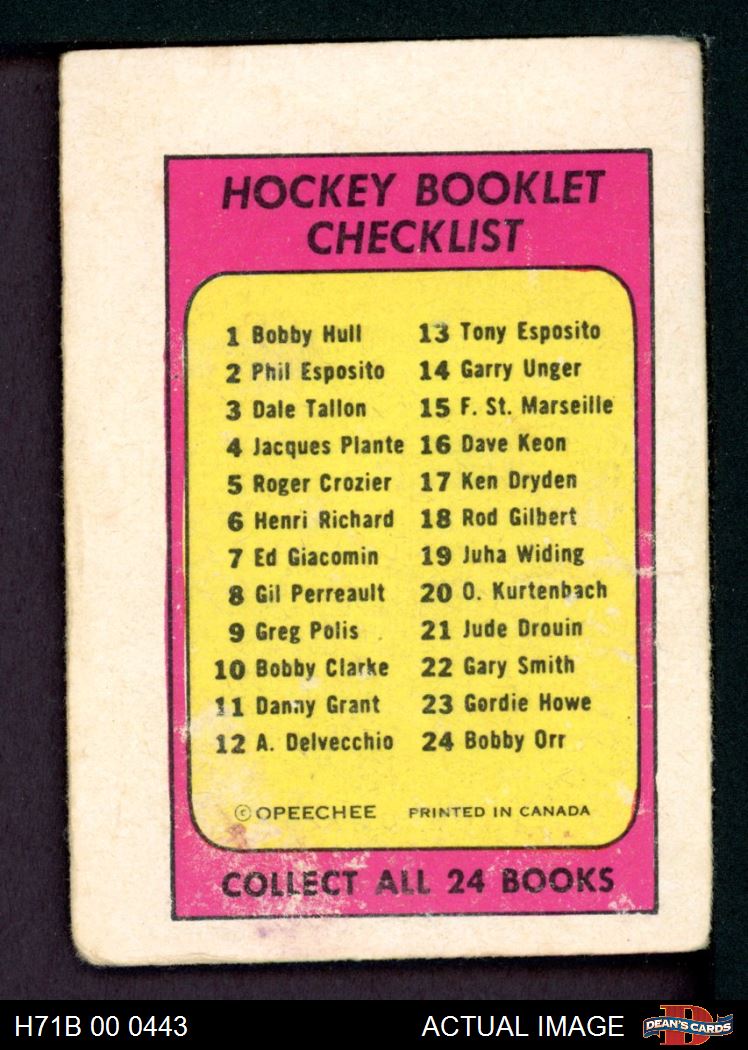 HOCKEY BOOKLET
CHECKLIST
1 Bobby Hull
2 Phil Esposito
3 Dale Tallon
4 Jacques Plante
5 Roger Crozier
6 Henri Richard
7 Ed Giacomin
8 Gil Perreault
9 Greg Polis
10 Bobby Clarke
11 Danny Grant
12 A. Delvecchio
13 Tony Esposito
14 Garry Unger
15 F. St. Marseille
16 Dave Keon
17 Ken Dryden
18 Rod Gilbert
19 Juha Widing
20 O. Kurtenbach
21 Jude Drouin
22 Gary Smith
23 Gordie Howe
24 Bobby Orr
© OPEECHEE PRINTED IN CANADA
COLLECT ALL 24 BOOKS
H71B 00 0443 ACTUAL IMAGE
D
DEAN'S CARDS